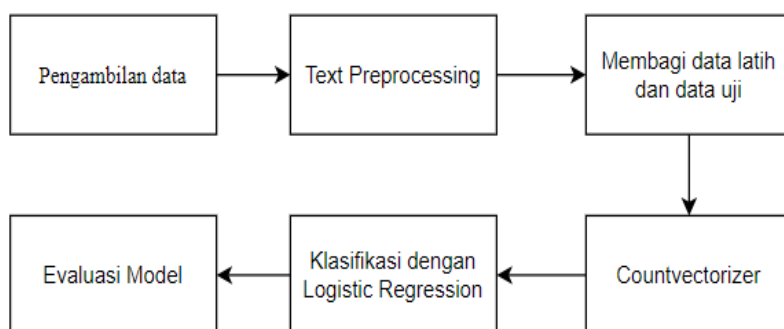 Pengambilan data
Text Preprocessing
Membagi data latih
dan data uji
Countvectorizer
Klasifikasi dengan
Logistic Regression
Evaluasi Model